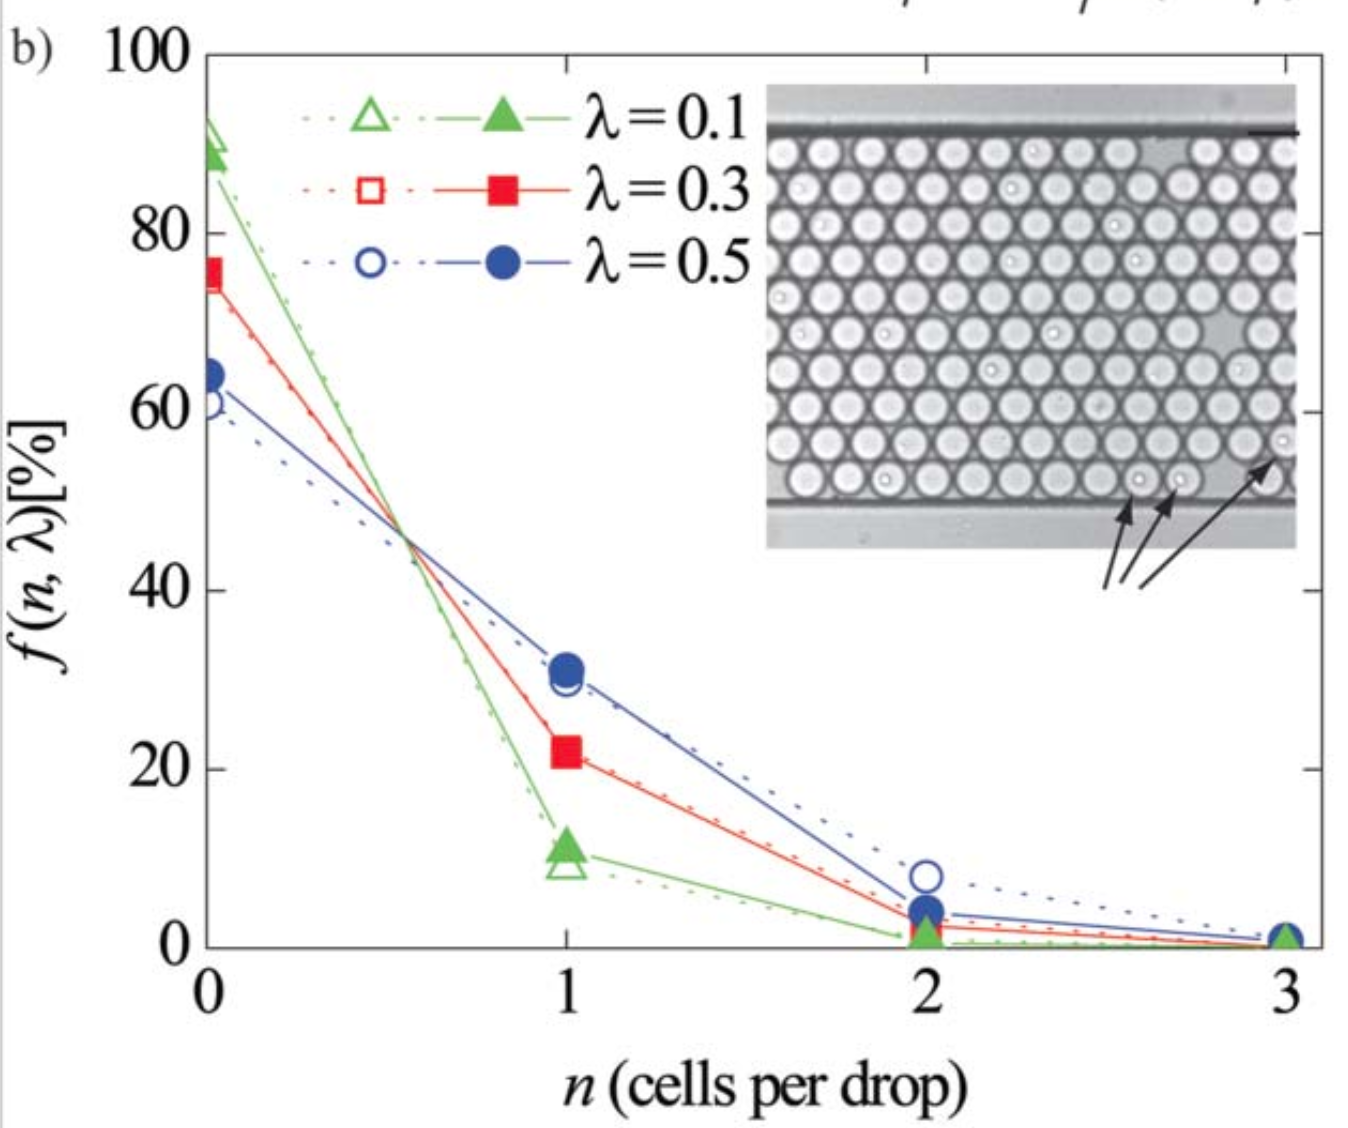 b)
100
80
60
40
20
0
f (n, λ)[%]
λ = 0.1
λ = 0.3
λ = 0.5
0 1 2 3
n (cells per drop)